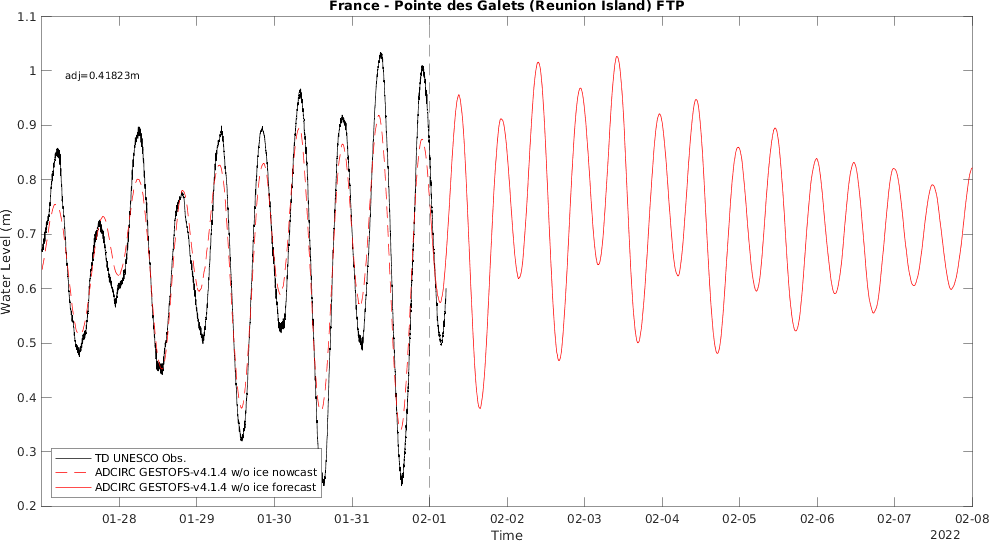 France - Pointe des Galets (Reunion Island) FTP
1.1
1
0.9
0.8
0.7
0.6
0.5
0.4
0.3
0.2
Water Level (m)
adj=0.41823m
TD UNESCO Obs.
ADCIRC GESTOFS-v4.1.4 w/o ice nowcast
ADCIRC GESTOFS-v4.1.4 w/o ice forecast
01-28 01-29 01-30 01-31 02-01 02-02 02-03 02-04 02-05 02-06 02-07 02-08
Time
2022